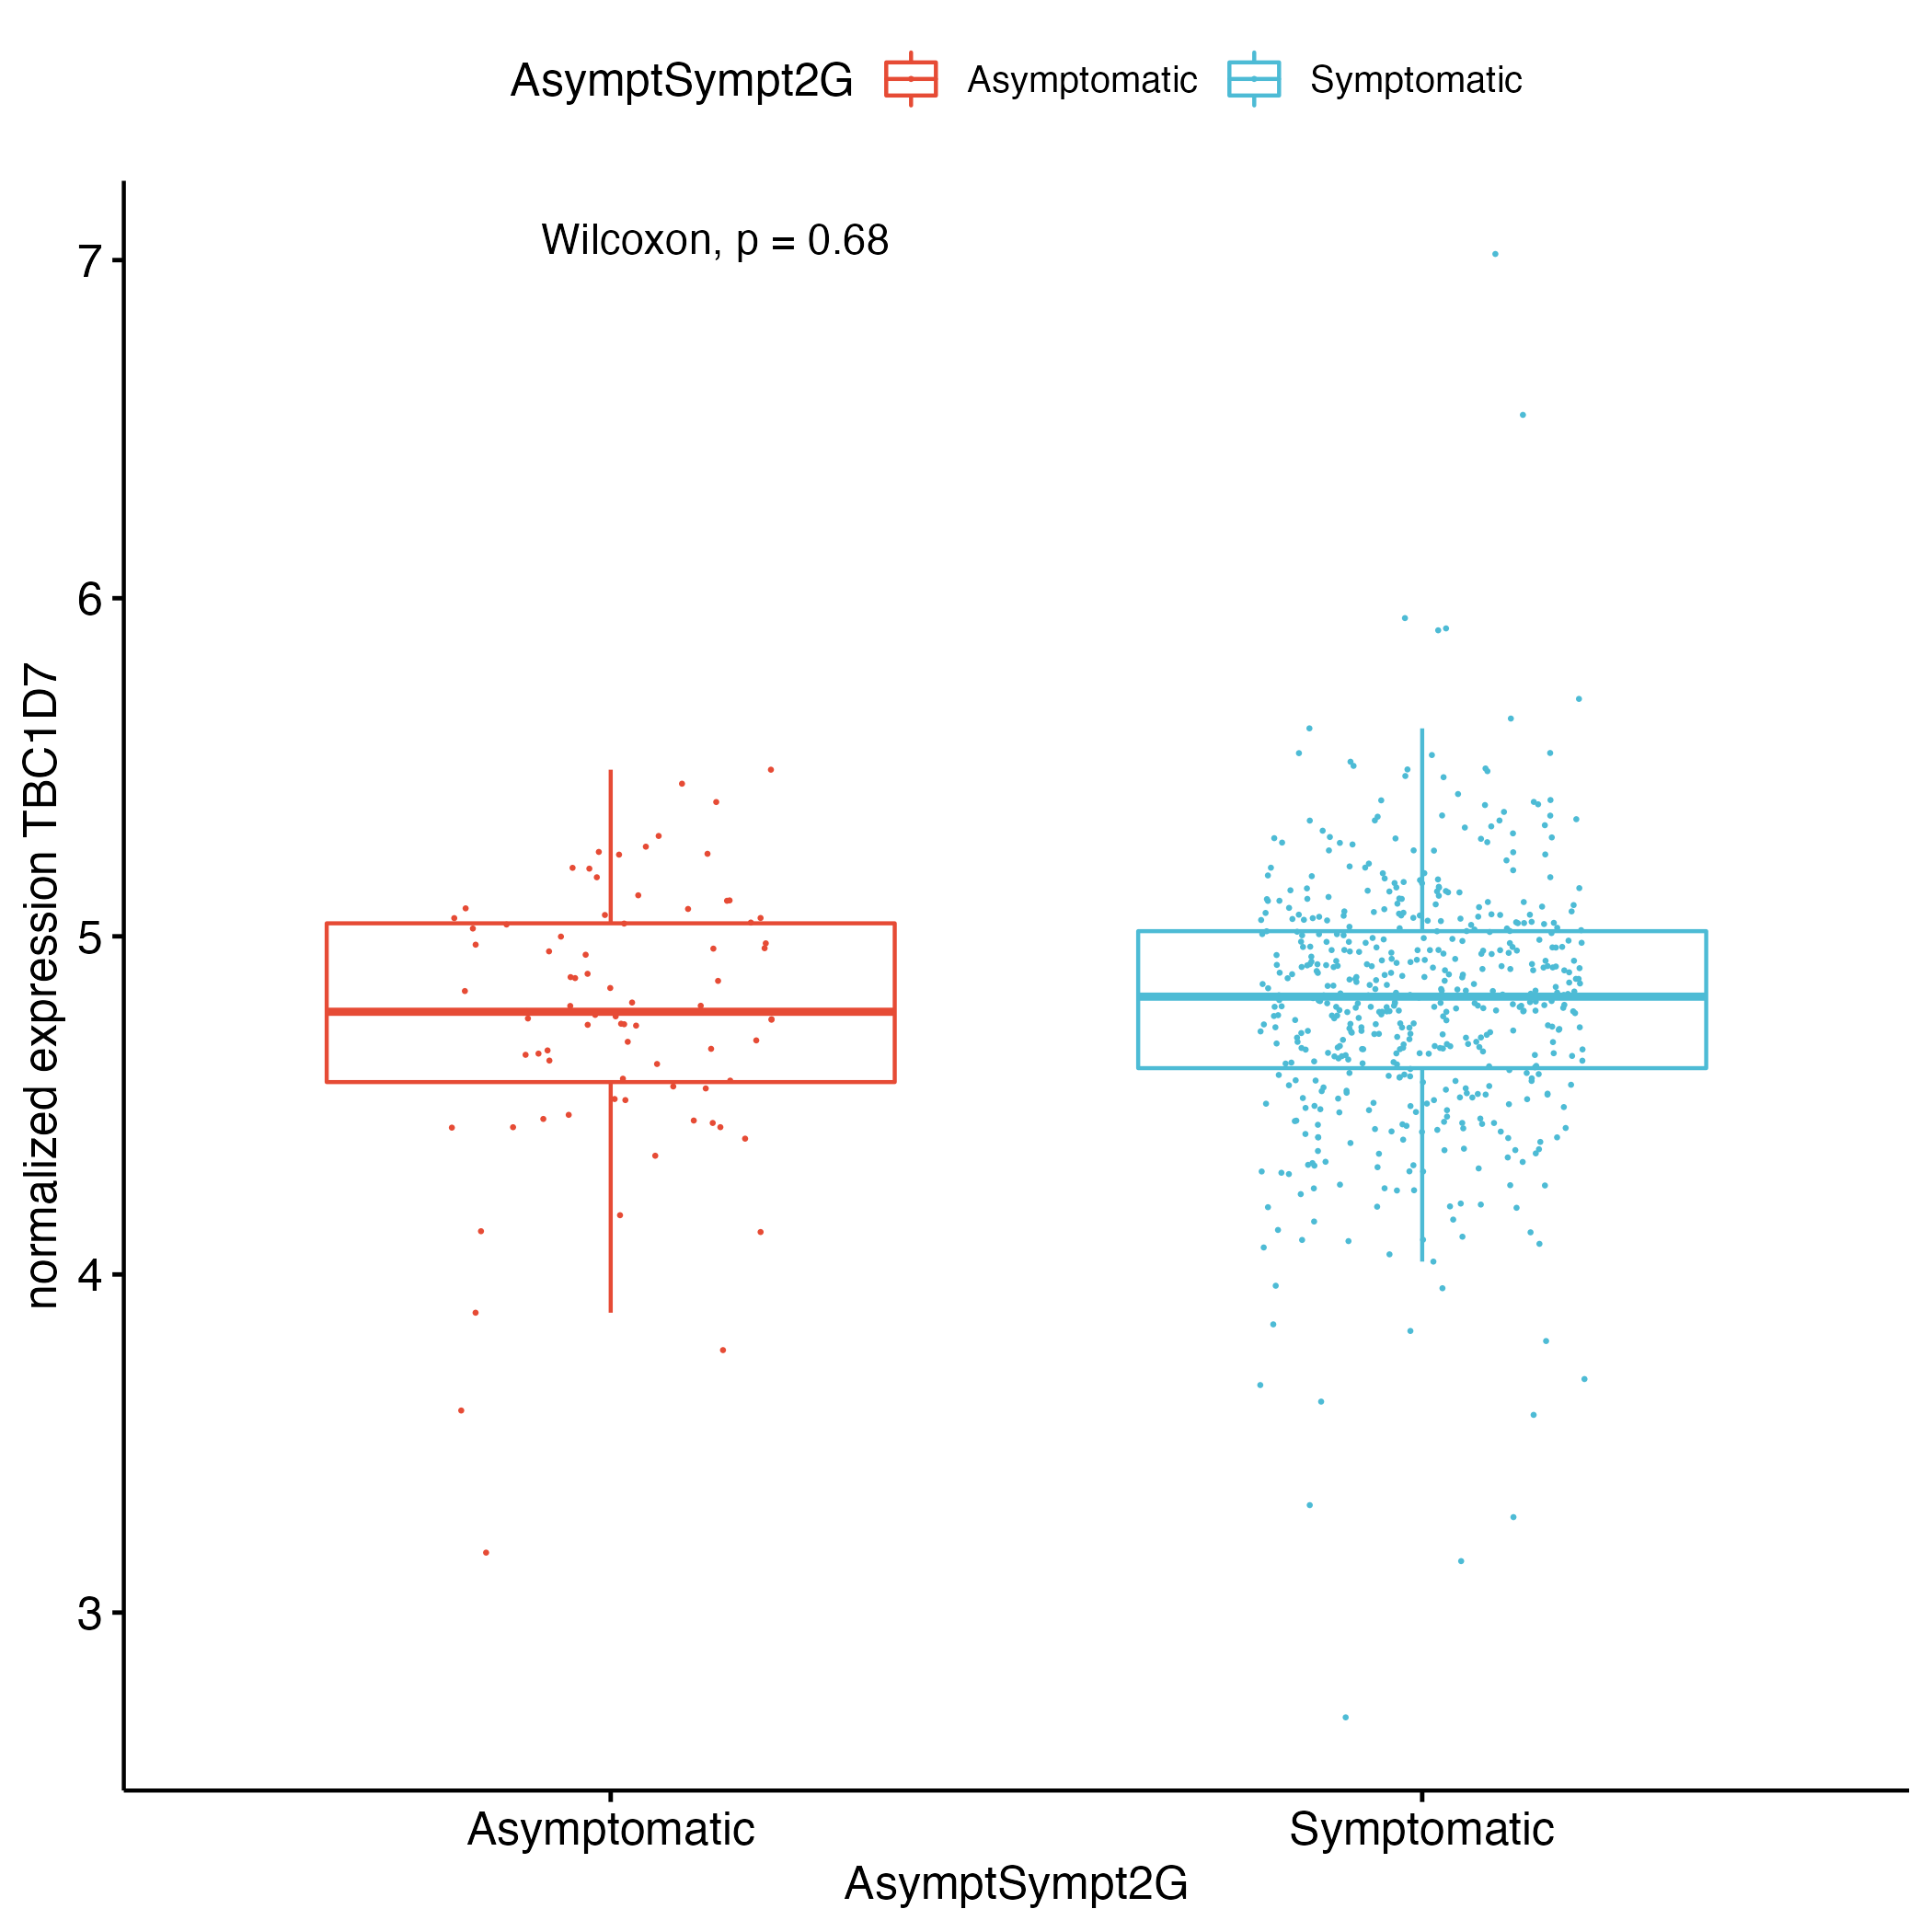 AsymptSympt2G Asymptomatic Symptomatic
Wilcoxon, p = 0.68
7
6
5
4
3
normalized expression TBC1D7
Asymptomatic Symptomatic
AsymptSympt2G